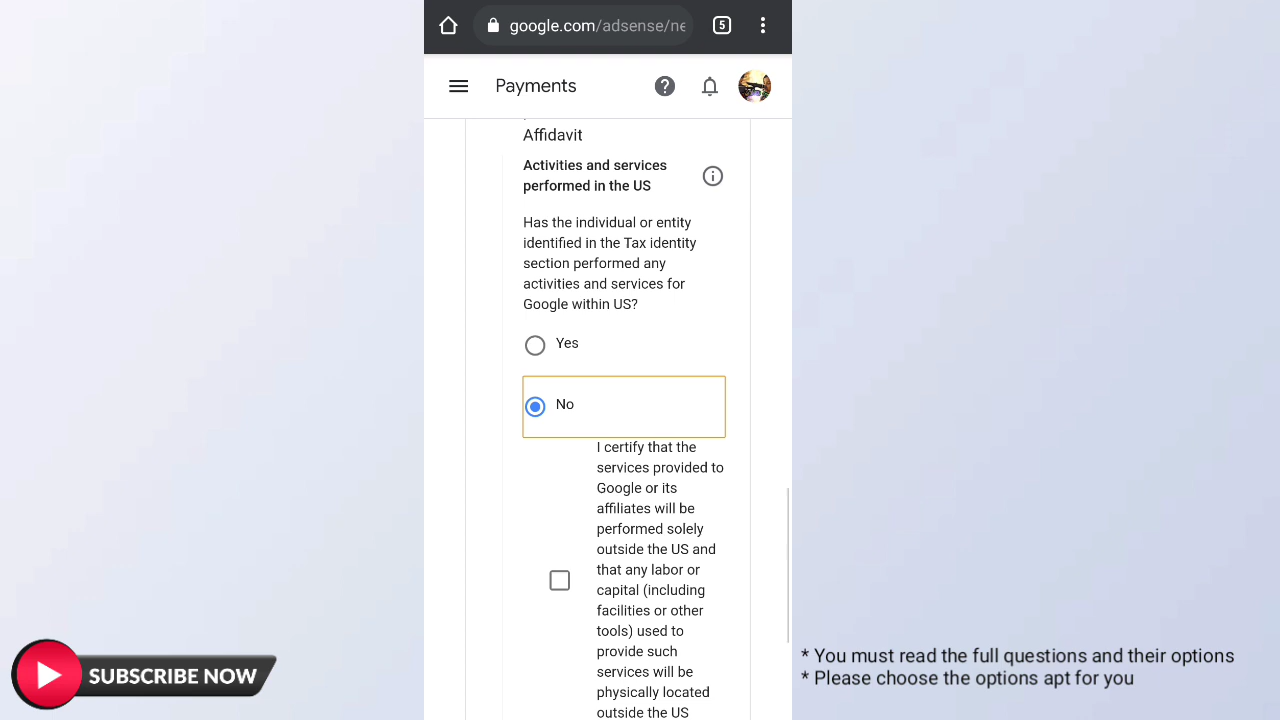 google.com/adsense/ne
5
Payments
Affidavit
Activities and services
performed in the US
Has the individual or entity
identified in the Tax identity
section performed any
activities and services for
Google within US?
Yes
No
I certify that the
services provided to
Google or its
affiliates will be
performed solely
outside the US and
that any labor or
capital (including
facilities or other
tools) used to
provide such
services will be
physically located
outside the US
SUBSCRIBE NOW
* You must read the full questions and their options
* Please choose the options apt for you